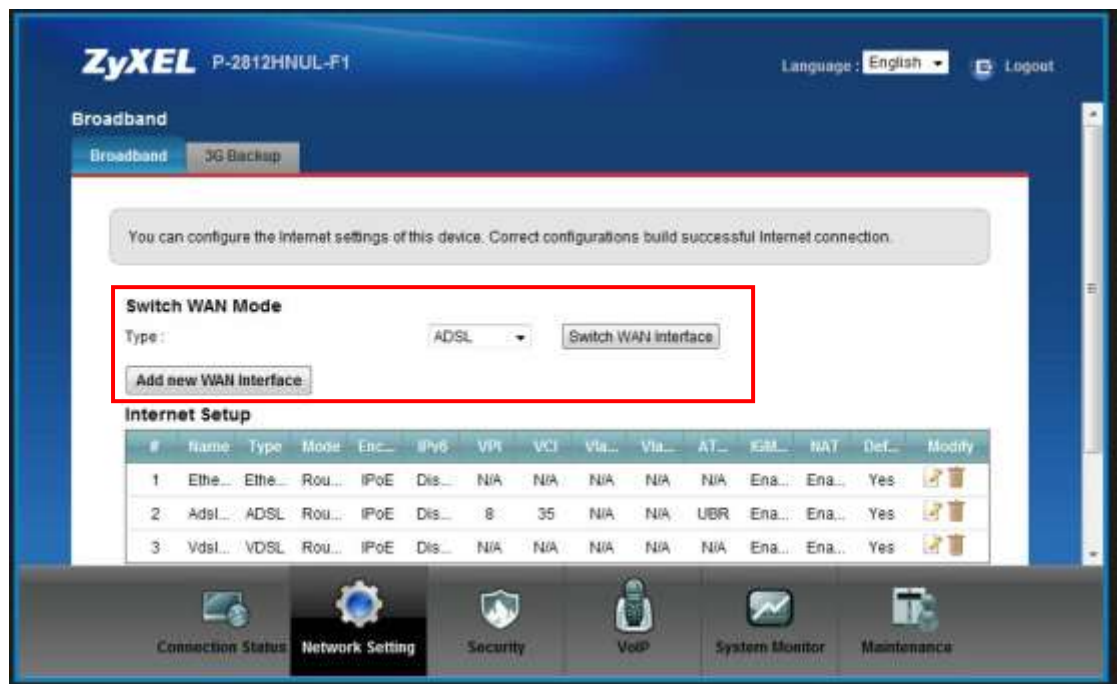 ZyXEL P-2812HNUL-F1 Language : English Logout
Broadband
Broadband 3G Backup
You can configure the Internet settings of this device. Correct configurations build successful Internet connection.
Switch WAN Mode
Type : ADSL Switch WAN Interface
Add new WAN Interface
Internet Setup
# Name Type Mode Enc... IPv6 VPI VCI Vla... Vla... AT... IGM... NAT Def... Modify
1 Ethe... Ethe... Rou... IPoE Dis... N/A N/A N/A N/A N/A Ena... Ena... Yes
2 Adsl... ADSL Rou... IPoE Dis... 8 35 N/A N/A UBR Ena... Ena... Yes
3 Vdsl... VDSL Rou... IPoE Dis... N/A N/A N/A N/A N/A Ena... Ena... Yes
Connection Status Network Setting Security VoIP System Monitor Maintenance